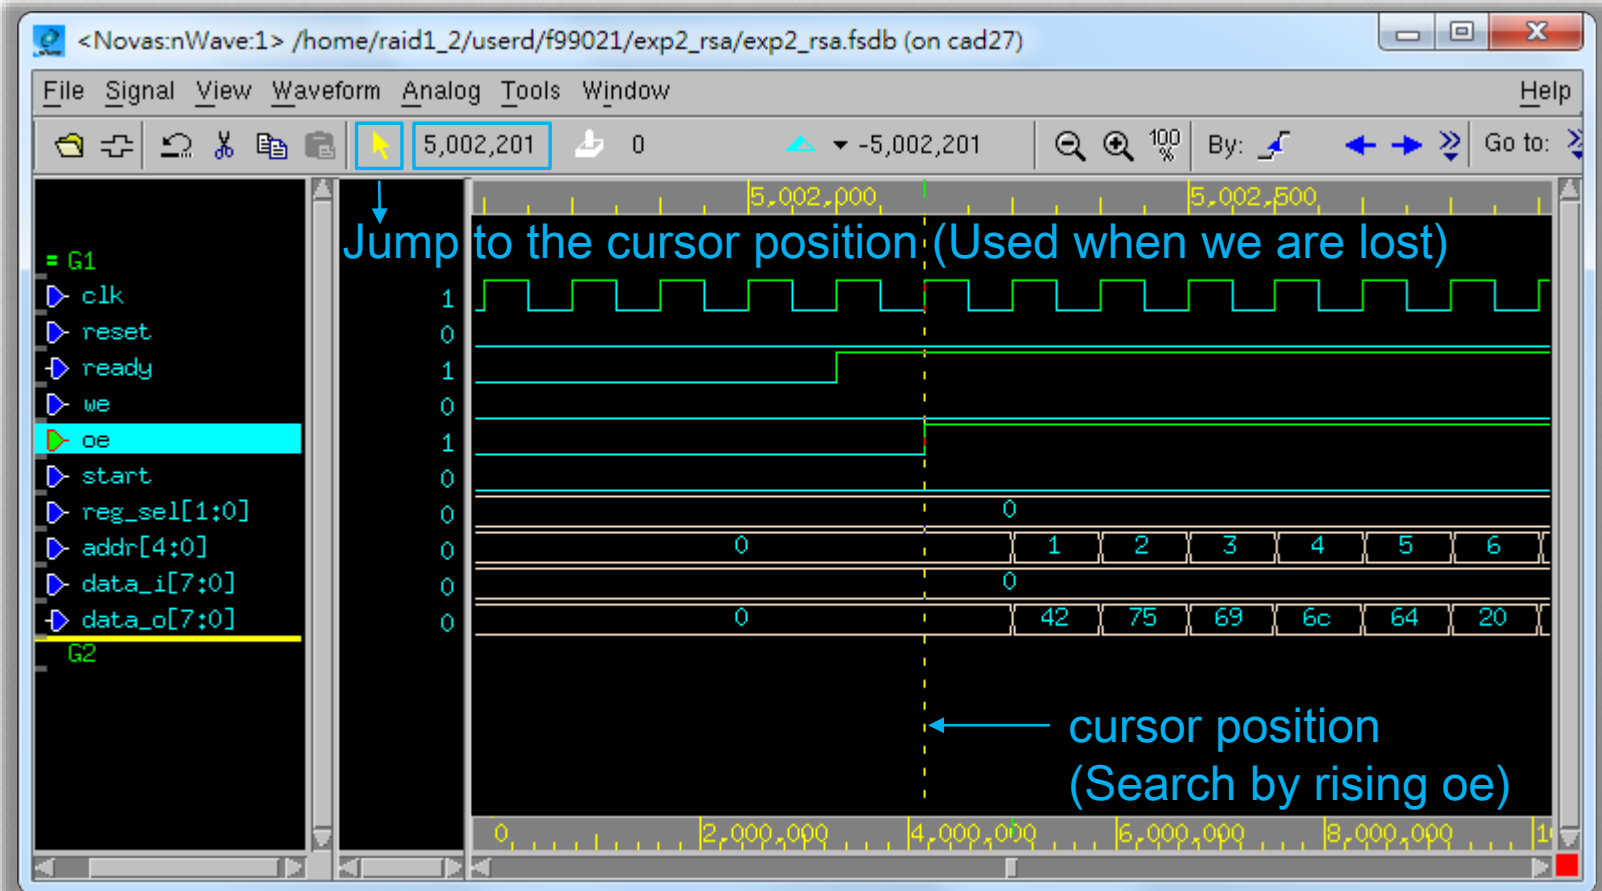 <Novas:nWave:1> /home/raid1_2/userd/f99021/exp2_rsa/exp2_rsa.fsdb (on cad27)
File Signal View Waveform Analog Tools Window Help
5,002,201 0 -5,002,201 100 % By: Go to:
5,002,000 5,002,500
Jump to the cursor position (Used when we are lost)
= G1
clk 1
reset 0
ready 1
we 0
oe 1
start 0
reg_sel[1:0] 0 0
addr[4:0] 0 0 1 2 3 4 5 6
data_i[7:0] 0 0
data_o[7:0] 0 0 42 75 69 6c 64 20
G2
cursor position
(Search by rising oe)
0 2,000,000 4,000,000 6,000,000 8,000,000 1